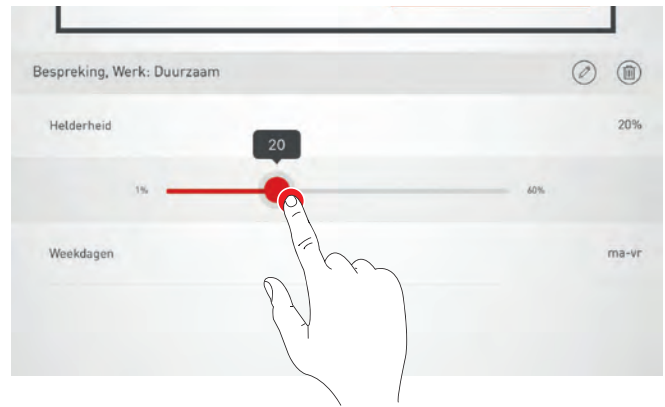 Bespreking, Werk: Duurzaam
Helderheid
20%
20
1%
60%
Weekdagen
ma-vr